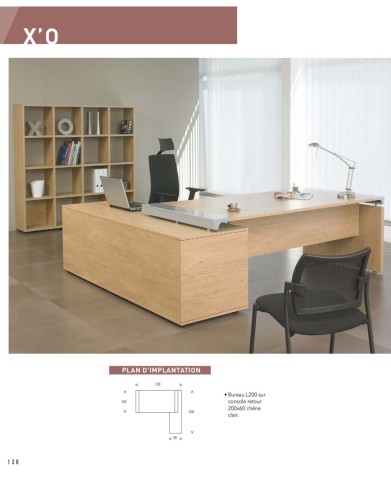 X'O
X O
PLAN D'IMPLANTATION
• Bureau L200 sur
console retour
200x60 chêne
clair.
138